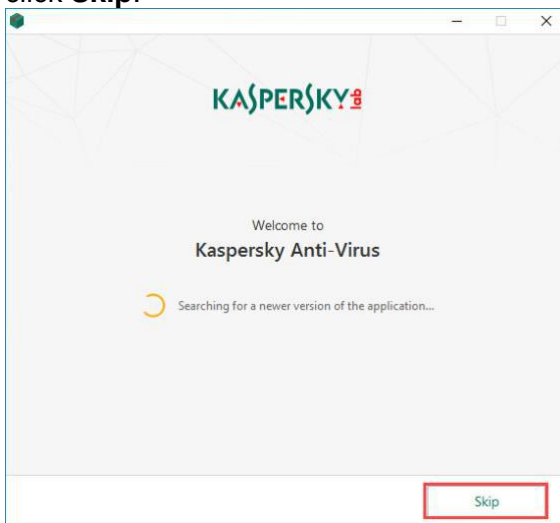 click Skip.
KASPERSKY lab
Welcome to
Kaspersky Anti-Virus
Searching for a newer version of the application...
Skip